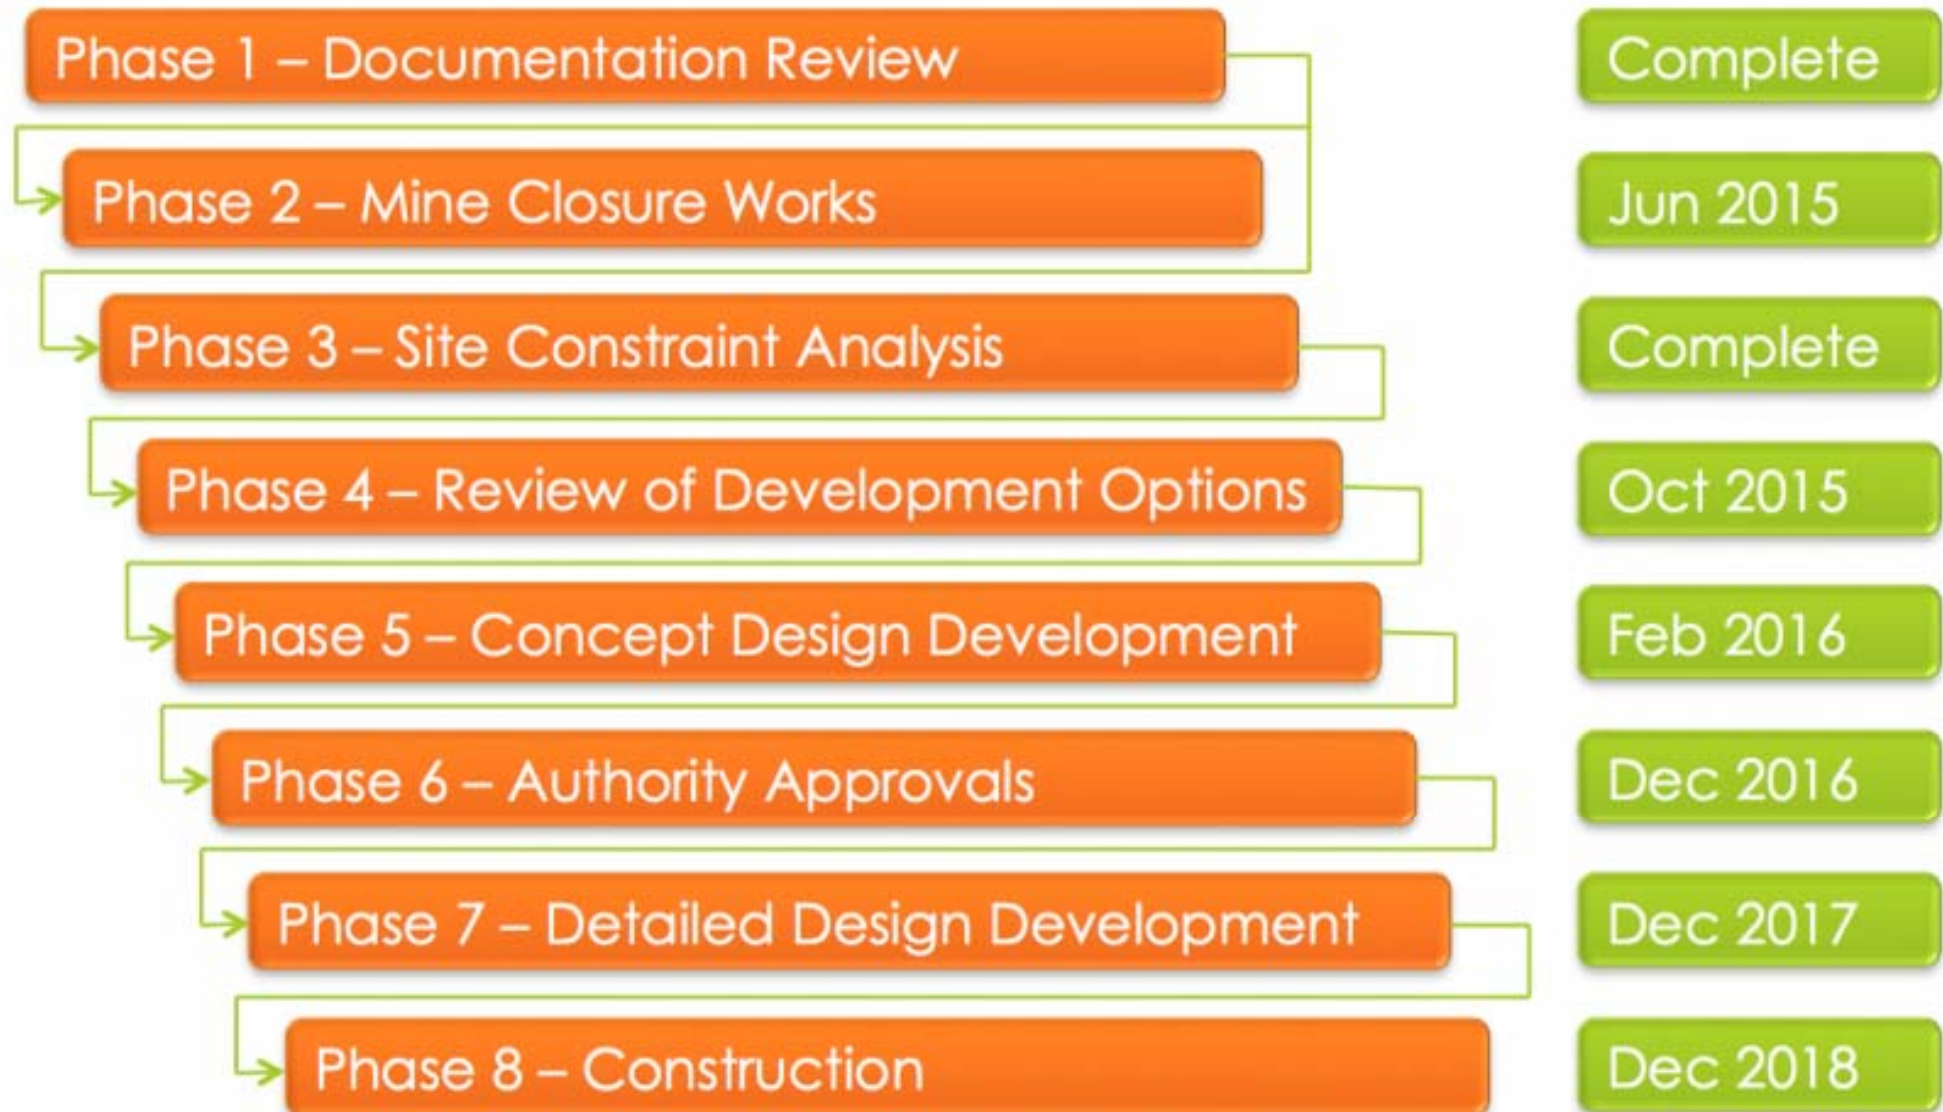 Phase 1 – Documentation Review
Complete
Phase 2 – Mine Closure Works
Jun 2015
Phase 3 – Site Constraint Analysis
Complete
Phase 4 – Review of Development Options
Oct 2015
Phase 5 – Concept Design Development
Feb 2016
Phase 6 – Authority Approvals
Dec 2016
Phase 7 – Detailed Design Development
Dec 2017
Phase 8 – Construction
Dec 2018